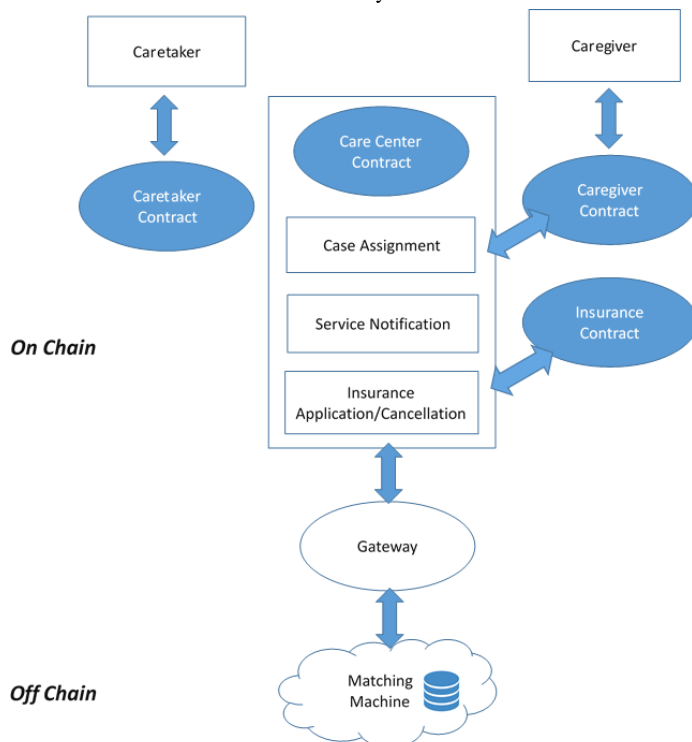 Caretaker
Caregiver
Care Center
Contract
Caretaker
Contract
Caregiver
Contract
Case Assignment
Service Notification
Insurance
Contract
On Chain
Insurance
Application/Cancellation
Gateway
Matching
Machine
Off Chain